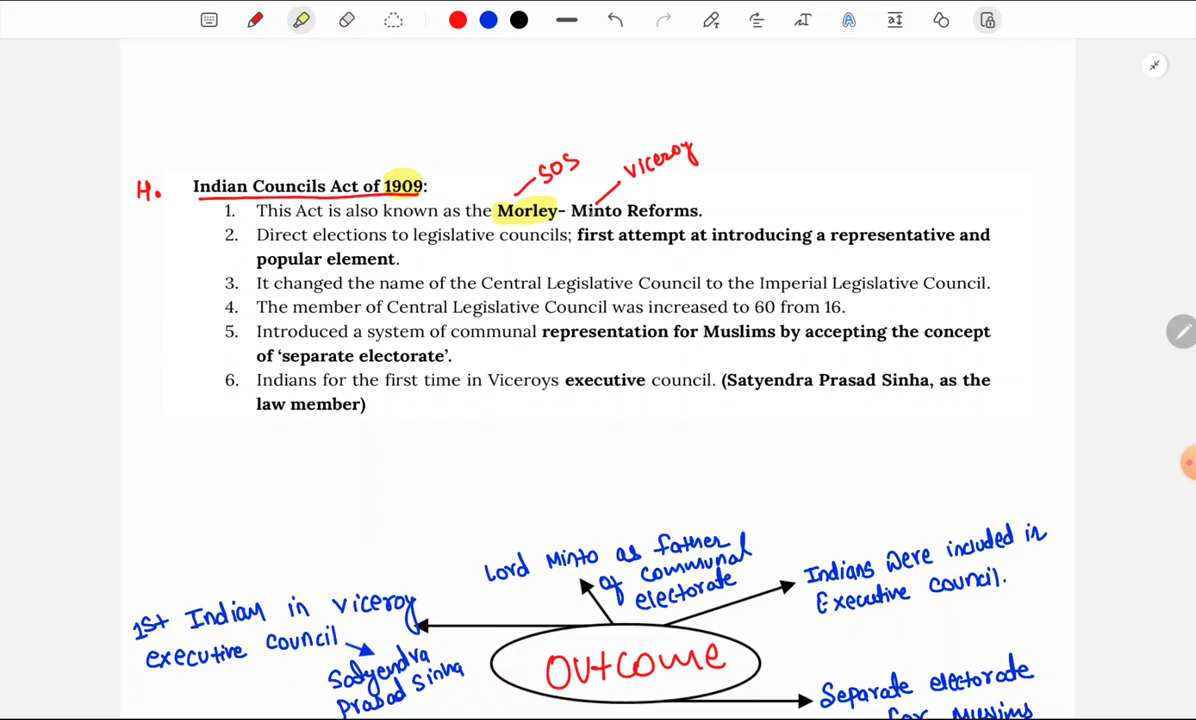 SOS
Viceroy
H. Indian Councils Act of 1909:
1. This Act is also known as the Morley- Minto Reforms.
2. Direct elections to legislative councils; first attempt at introducing a representative and
popular element.
3. It changed the name of the Central Legislative Council to the Imperial Legislative Council.
4. The member of Central Legislative Council was increased to 60 from 16.
5. Introduced a system of communal representation for Muslims by accepting the concept
of ‘separate electorate’.
6. Indians for the first time in Viceroys executive council. (Satyendra Prasad Sinha, as the
law member)
Lord Minto as father
of communal
electorate
Indians were included in
Executive council.
1st Indian in viceroy
executive council
Satyendra
Prasad Sinha
Outcome
Separate electorate
for Muslims